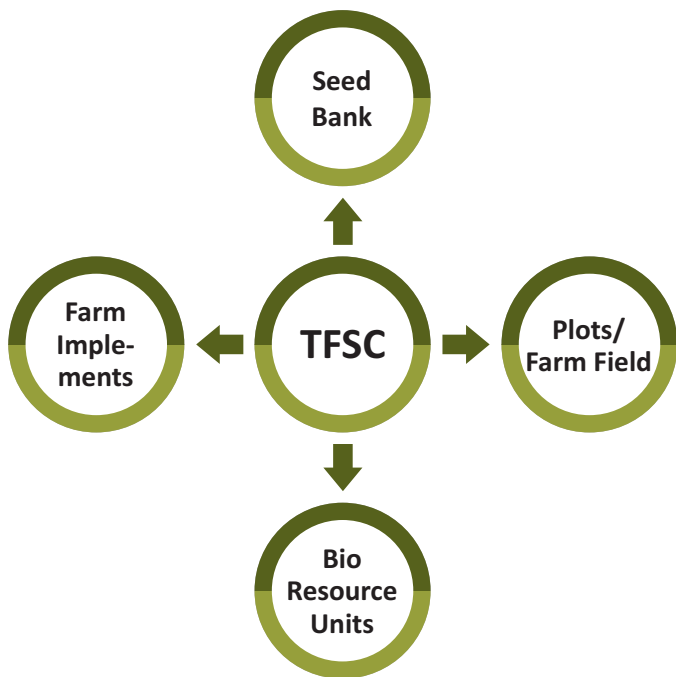 Seed
Bank
Farm
Imple-
ments
TFSC
Plots/
Farm Field
Bio
Resource
Units